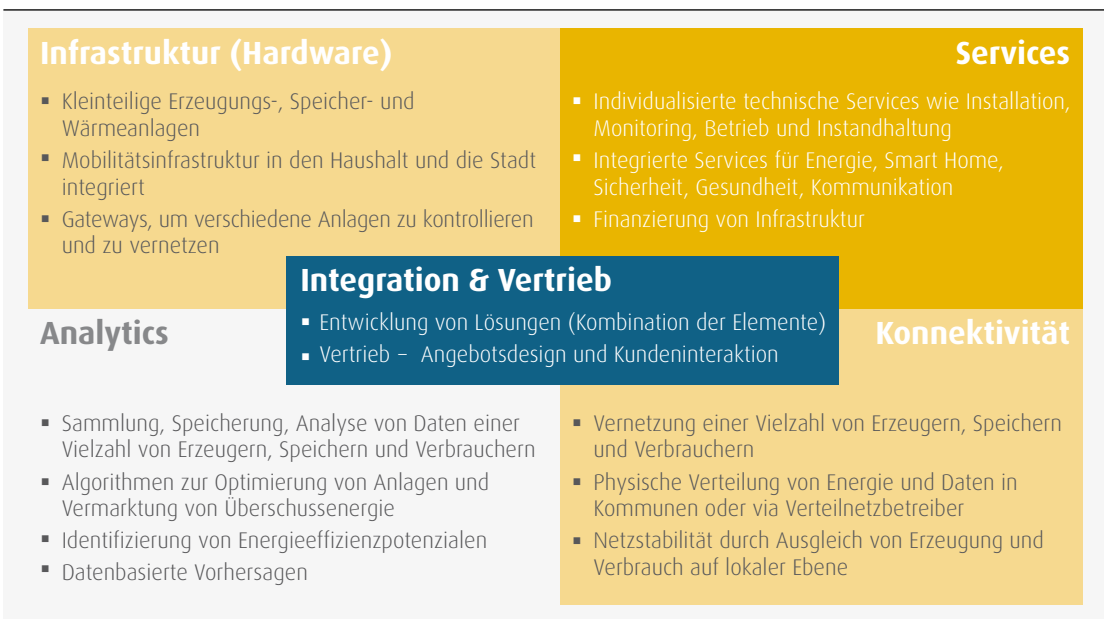 Infrastruktur (Hardware)
▪ Kleinteilige Erzeugungs-, Speicher- und
Wärmeanlagen
▪ Mobilitätsinfrastruktur in den Haushalt und die Stadt
integriert
▪ Gateways, um verschiedene Anlagen zu kontrollieren
und zu vernetzen
Services
▪ Individualisierte technische Services wie Installation,
Monitoring, Betrieb und Instandhaltung
▪ Integrierte Services für Energie, Smart Home,
Sicherheit, Gesundheit, Kommunikation
▪ Finanzierung von Infrastruktur
Integration & Vertrieb
▪ Entwicklung von Lösungen (Kombination der Elemente)
▪ Vertrieb – Angebotsdesign und Kundeninteraktion
Analytics
▪ Sammlung, Speicherung, Analyse von Daten einer
Vielzahl von Erzeugern, Speichern und Verbrauchern
▪ Algorithmen zur Optimierung von Anlagen und
Vermarktung von Überschussenergie
▪ Identifizierung von Energieeffizienzpotenzialen
▪ Datenbasierte Vorhersagen
Konnektivität
▪ Vernetzung einer Vielzahl von Erzeugern, Speichern
und Verbrauchern
▪ Physische Verteilung von Energie und Daten in
Kommunen oder via Verteilnetzbetreiber
▪ Netzstabilität durch Ausgleich von Erzeugung und
Verbrauch auf lokaler Ebene